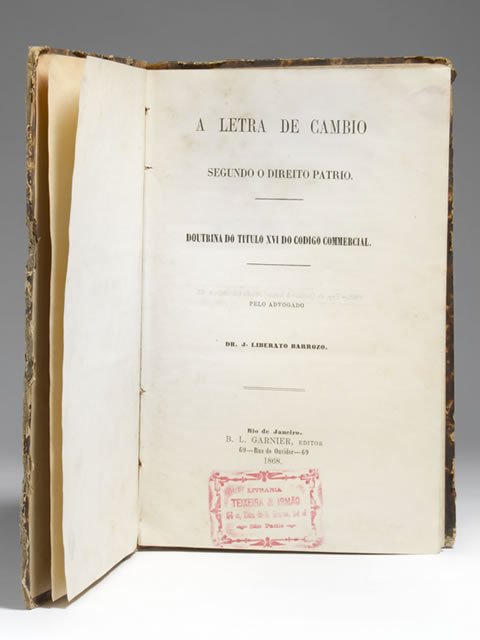 A LETRA DE CAMBIO
SEGUNDO O DIREITO PATRIO.
DOUTRINA DO TITULO XVI DO CODIGO COMMERCIAL.
PELO ADVOGADO
DR. J. LIBERATO BARROZO.
Rio de Janeiro.
B. L. GARNIER, EDITOR
69—Rua do Ouvidor—69
1868.
LIVRARIA
TEIXEIRA & IRMÃO
São Paulo